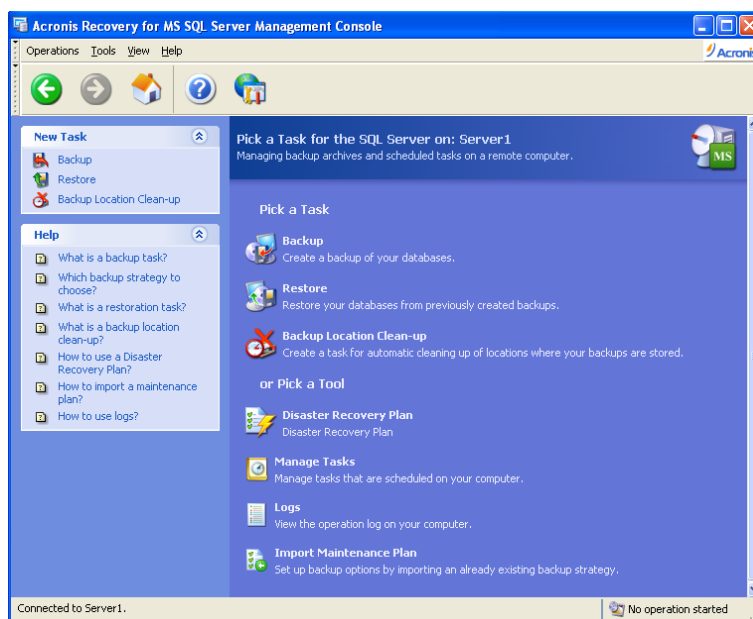 Acronis Recovery for MS SQL Server Management Console
Operations Tools View Help
Acronis
New Task
Backup
Restore
Backup Location Clean-up
Help
What is a backup task?
Which backup strategy to
choose?
What is a restoration task?
What is a backup location
clean-up?
How to use a Disaster
Recovery Plan?
How to import a maintenance
plan?
How to use logs?
Pick a Task for the SQL Server on: Server1
Managing backup archives and scheduled tasks on a remote computer.
MS
Pick a Task
Backup
Create a backup of your databases.
Restore
Restore your databases from previously created backups.
Backup Location Clean-up
Create a task for automatic cleaning up of locations where your backups are stored.
or Pick a Tool
Disaster Recovery Plan
Disaster Recovery Plan
Manage Tasks
Manage tasks that are scheduled on your computer.
Logs
View the operation log on your computer.
Import Maintenance Plan
Set up backup options by importing an already existing backup strategy.
Connected to Server1.
No operation started